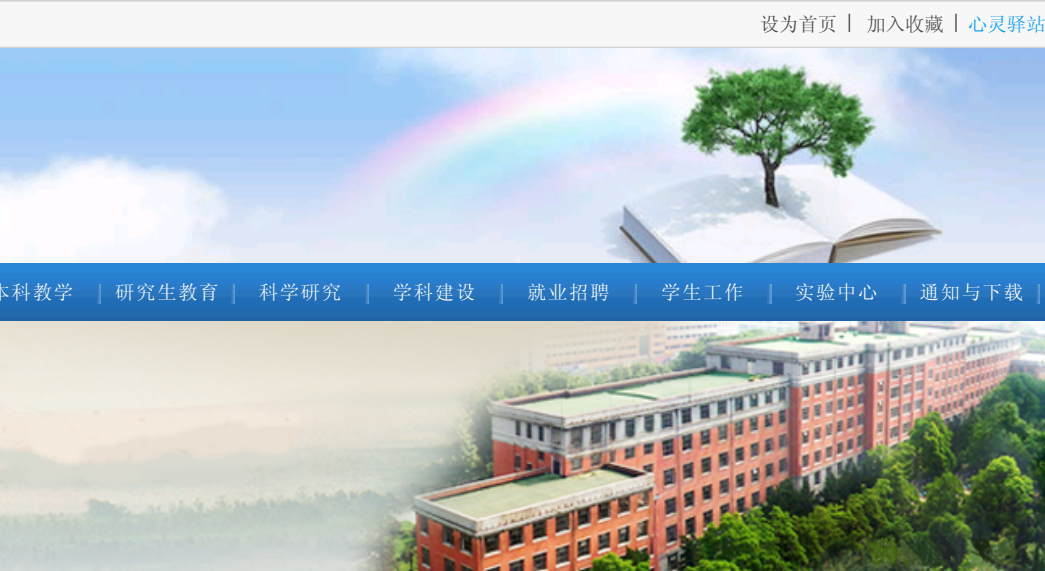 设为首页 | 加入收藏 | 心灵驿站
本科教学 | 研究生教育 | 科学研究 | 学科建设 | 就业招聘 | 学生工作 | 实验中心 | 通知与下载 |